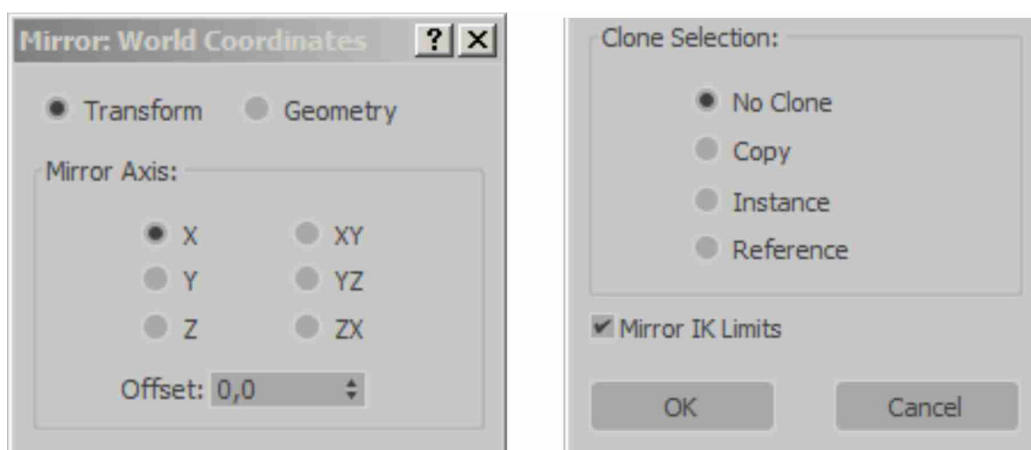 Mirror: World Coordinates ? X
Transform Geometry
Mirror Axis:
X XY
Y YZ
Z ZX
Offset: 0,0
Clone Selection:
No Clone
Copy
Instance
Reference
Mirror IK Limits
OK Cancel